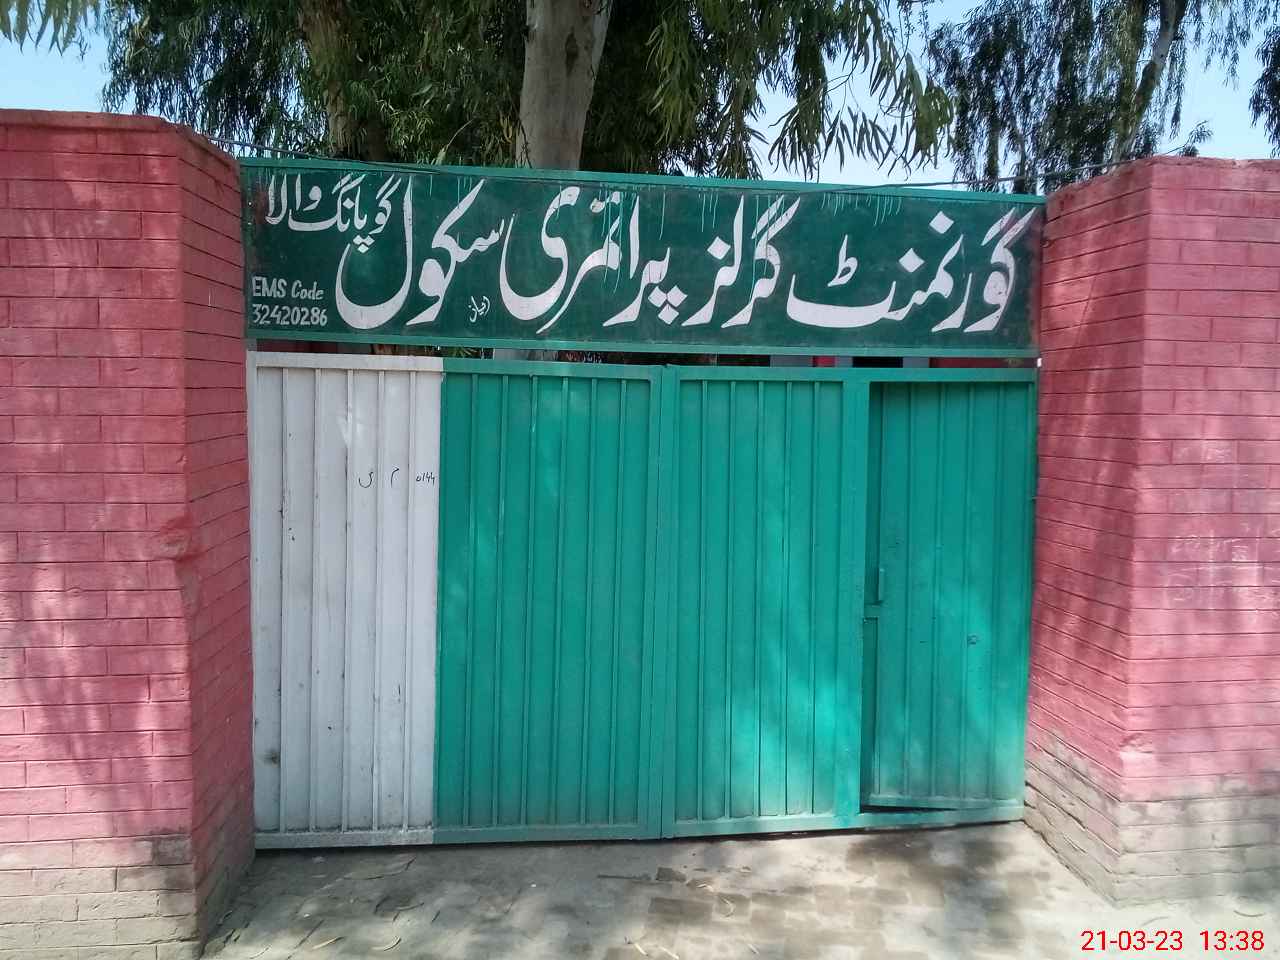 گورنمنٹ گرلز پرائمری سکول گوپانگ والا
EMS Code
32420286
م ی
21-03-23 13:38